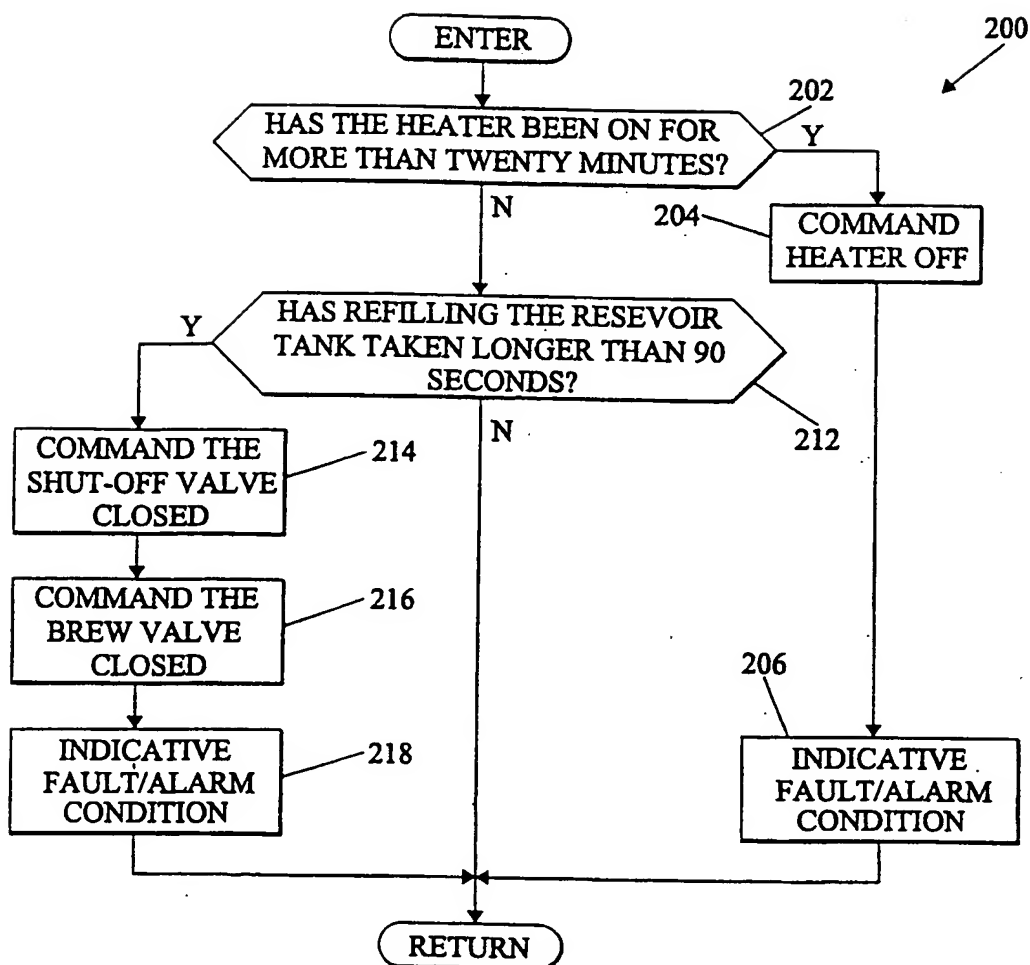 ENTER
200
202
HAS THE HEATER BEEN ON FOR
MORE THAN TWENTY MINUTES?
Y
N
204
COMMAND
HEATER OFF
Y
HAS REFILLING THE RESEVOIR
TANK TAKEN LONGER THAN 90
SECONDS?
N
212
COMMAND THE
SHUT-OFF VALVE
CLOSED
214
COMMAND THE
BREW VALVE
CLOSED
216
206
INDICATIVE
FAULT/ALARM
CONDITION
218
INDICATIVE
FAULT/ALARM
CONDITION
RETURN